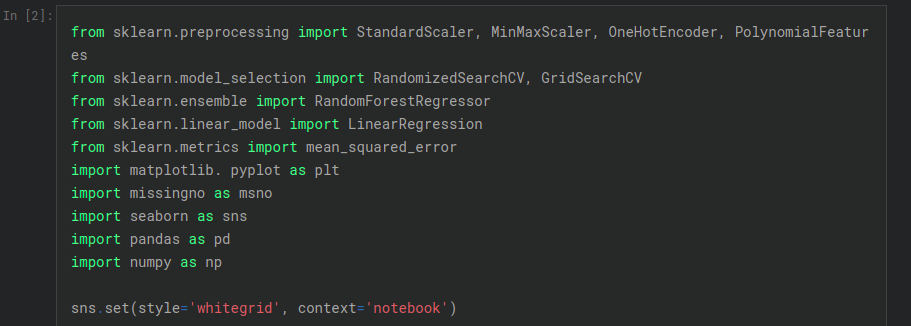 In [2]:
from sklearn.preprocessing import StandardScaler, MinMaxScaler, OneHotEncoder, PolynomialFeatur
es
from sklearn.model_selection import RandomizedSearchCV, GridSearchCV
from sklearn.ensemble import RandomForestRegressor
from sklearn.linear_model import LinearRegression
from sklearn.metrics import mean_squared_error
import matplotlib. pyplot as plt
import missingno as msno
import seaborn as sns
import pandas as pd
import numpy as np
sns.set(style='whitegrid', context='notebook')